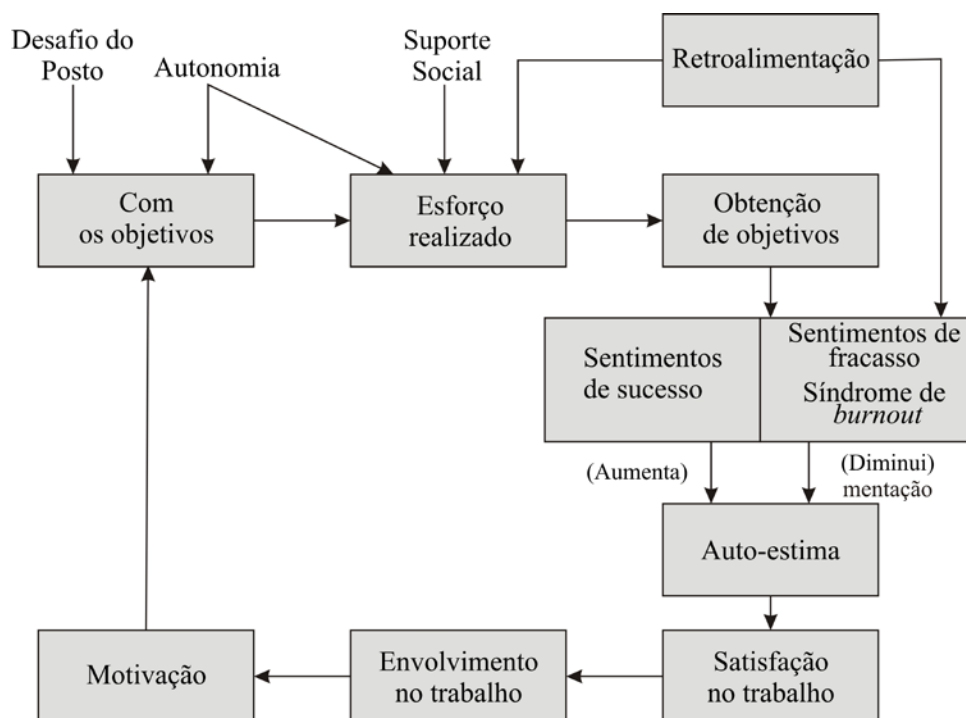 Desafio do
Posto
Autonomia
Suporte
Social
Retroalimentação
Com
os objetivos
Esforço
realizado
Obtenção
de objetivos
Sentimentos
de sucesso
Sentimentos de
fracasso
Síndrome de
burnout
(Aumenta)
(Diminui)
mentação
Auto-estima
Motivação
Envolvimento
no trabalho
Satisfação
no trabalho